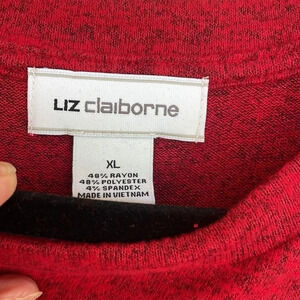 LIZ claiborne
XL
48% RAYON
48% POLYESTER
4% SPANDEX
MADE IN VIETNAM